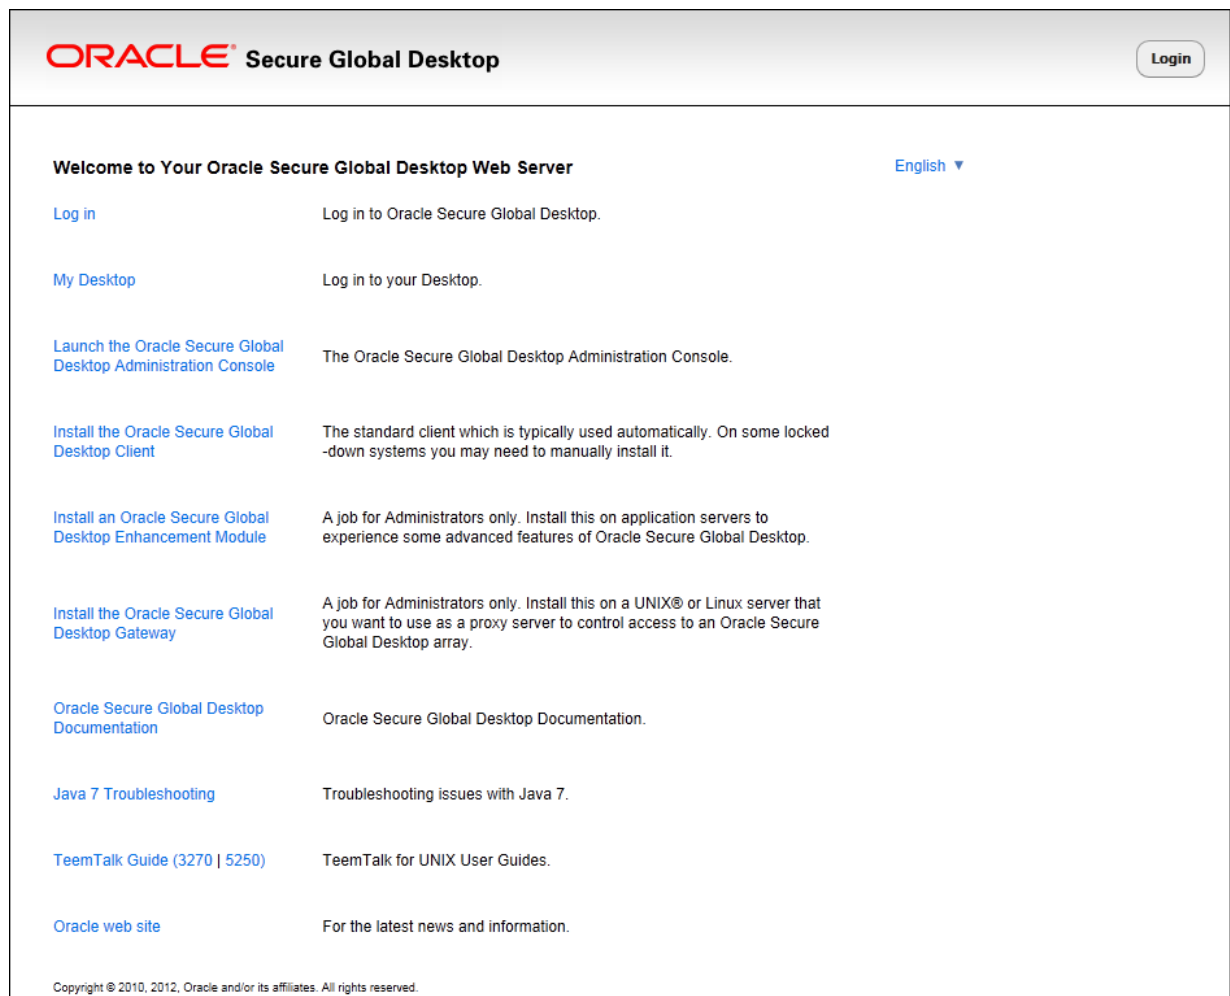 ORACLE® Secure Global Desktop
Login
Welcome to Your Oracle Secure Global Desktop Web Server
English ▼
Log in
Log in to Oracle Secure Global Desktop.
My Desktop
Log in to your Desktop.
Launch the Oracle Secure Global
Desktop Administration Console
The Oracle Secure Global Desktop Administration Console.
Install the Oracle Secure Global
Desktop Client
The standard client which is typically used automatically. On some locked
-down systems you may need to manually install it.
Install an Oracle Secure Global
Desktop Enhancement Module
A job for Administrators only. Install this on application servers to
experience some advanced features of Oracle Secure Global Desktop.
Install the Oracle Secure Global
Desktop Gateway
A job for Administrators only. Install this on a UNIX® or Linux server that
you want to use as a proxy server to control access to an Oracle Secure
Global Desktop array.
Oracle Secure Global Desktop
Documentation
Oracle Secure Global Desktop Documentation.
Java 7 Troubleshooting
Troubleshooting issues with Java 7.
TeemTalk Guide (3270 | 5250)
TeemTalk for UNIX User Guides.
Oracle web site
For the latest news and information.
Copyright © 2010, 2012, Oracle and/or its affiliates. All rights reserved.